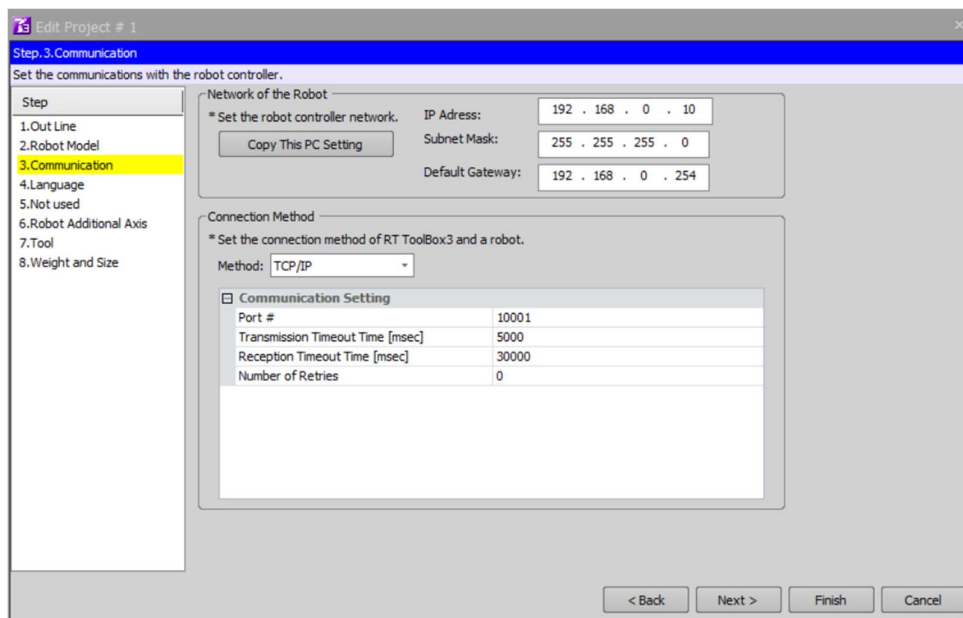 Edit Project # 1
Step.3.Communication
Set the communications with the robot controller.
Step
1.Out Line
2.Robot Model
3.Communication
4.Language
5.Not used
6.Robot Additional Axis
7.Tool
8.Weight and Size
Network of the Robot
* Set the robot controller network.
Copy This PC Setting
IP Adress: 192 . 168 . 0 . 10
Subnet Mask: 255 . 255 . 255 . 0
Default Gateway: 192 . 168 . 0 . 254
Connection Method
* Set the connection method of RT ToolBox3 and a robot.
Method: TCP/IP
Communication Setting
Port # 10001
Transmission Timeout Time [msec] 5000
Reception Timeout Time [msec] 30000
Number of Retries 0
< Back Next > Finish Cancel